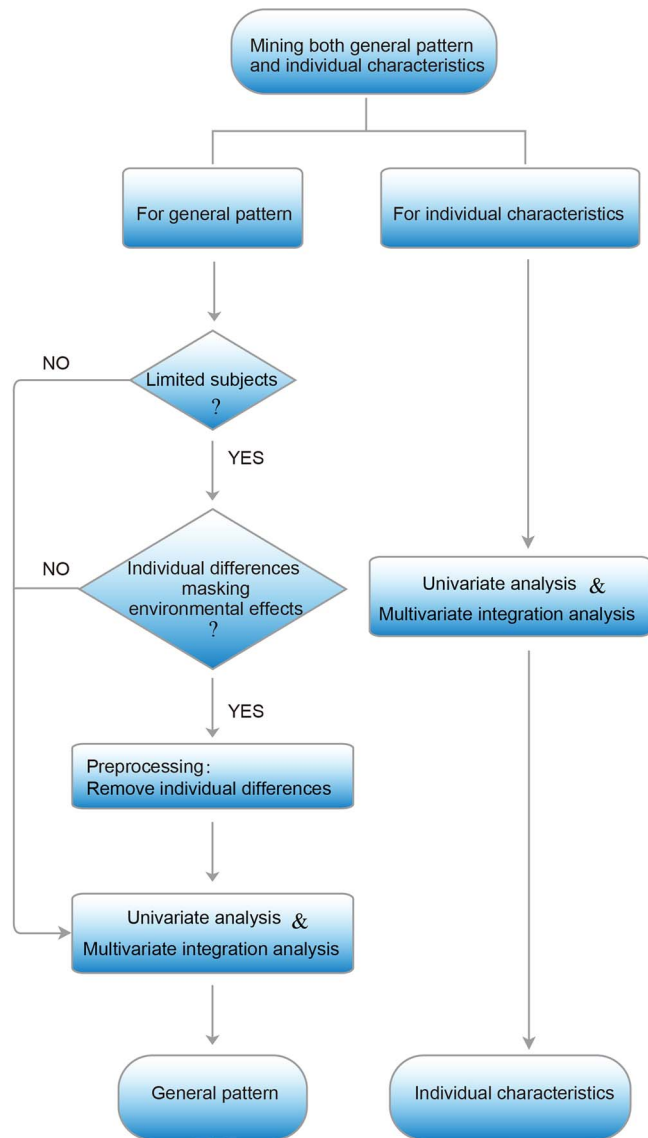 Mining both general pattern
and individual characteristics
For general pattern
For individual characteristics
NO
Limited subjects
?
YES
NO
Individual differences
masking
environmental effects
?
Univariate analysis &
Multivariate integration analysis
YES
Preprocessing:
Remove individual differences
Univariate analysis &
Multivariate integration analysis
General pattern
Individual characteristics